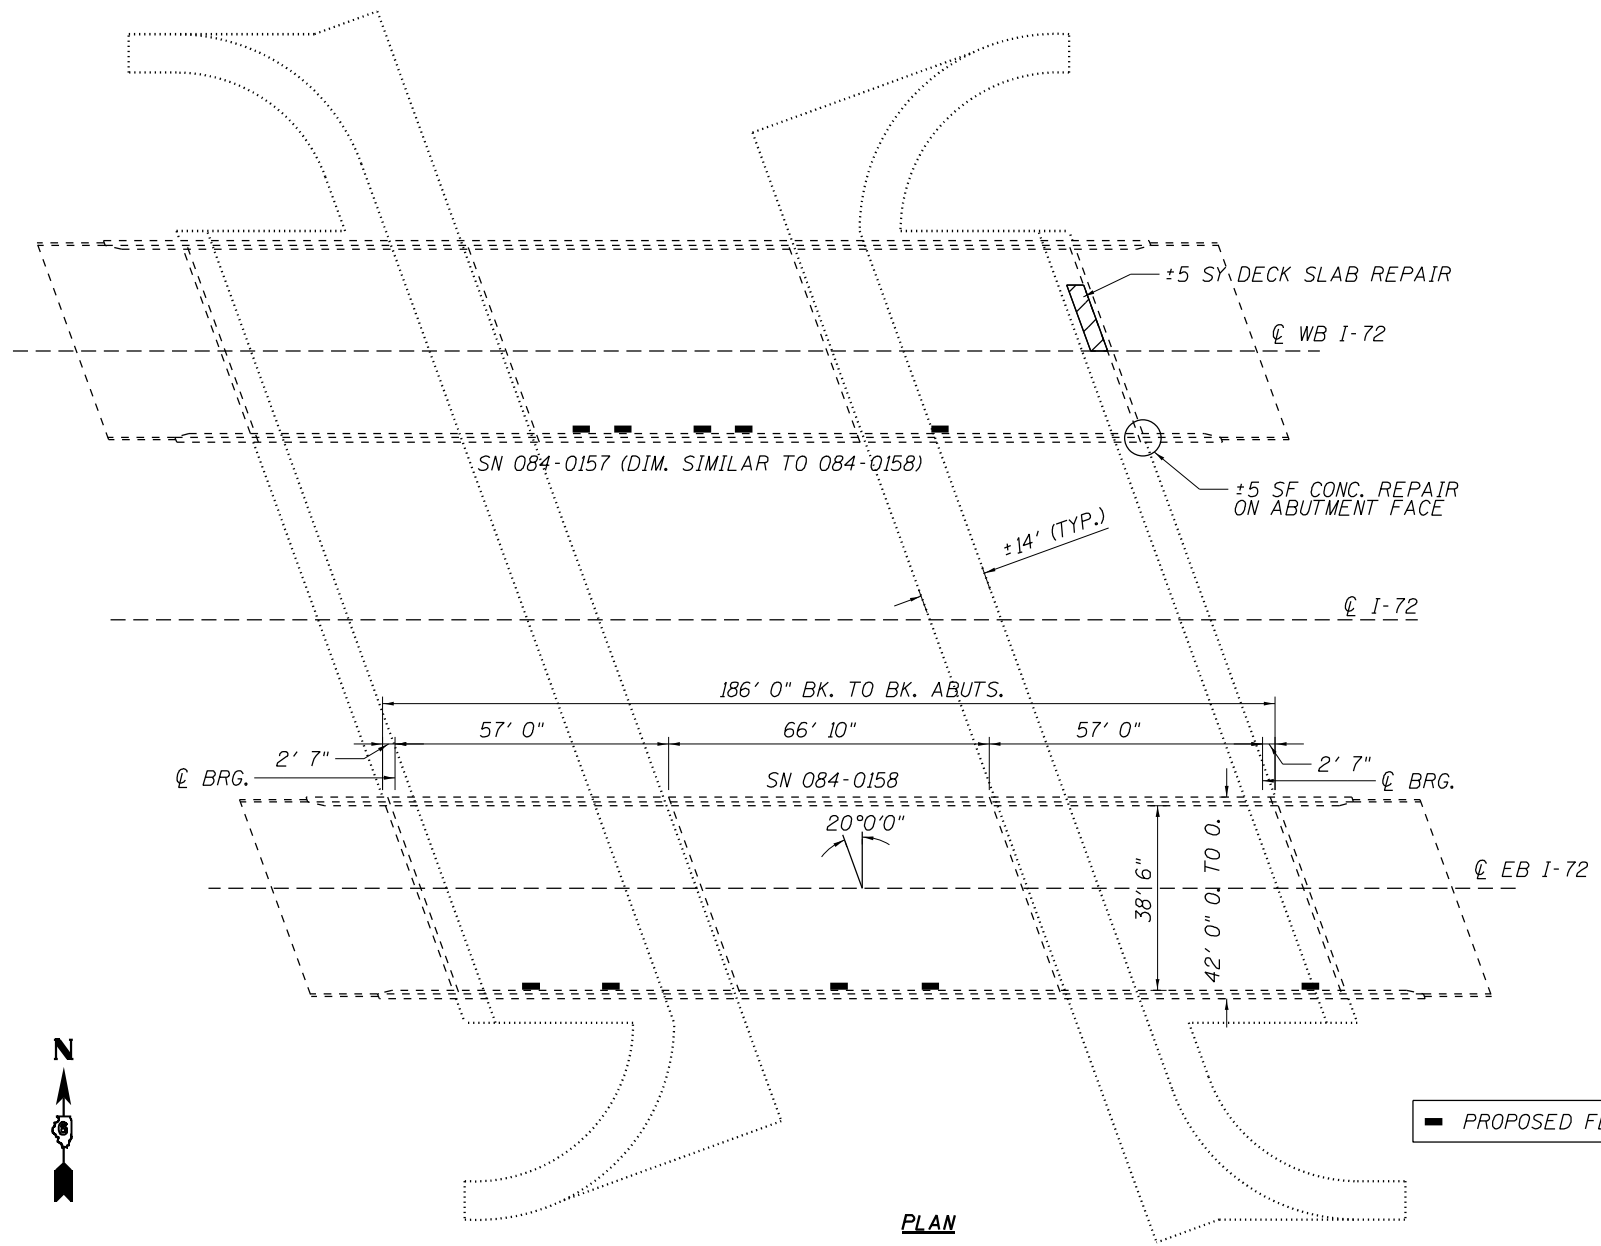 ±5 SY DECK SLAB REPAIR
℄ WB I-72
SN 084-0157 (DIM. SIMILAR TO 084-0158)
±5 SF CONC. REPAIR
ON ABUTMENT FACE
±14' (TYP.)
℄ I-72
186' 0" BK. TO BK. ABUTS.
57' 0"
66' 10"
57' 0"
2' 7"
2' 7"
℄ BRG.
SN 084-0158
℄ BRG.
20°0'0"
38' 6"
42' 0" O. TO O.
℄ EB I-72
N
6
PROPOSED
PLAN